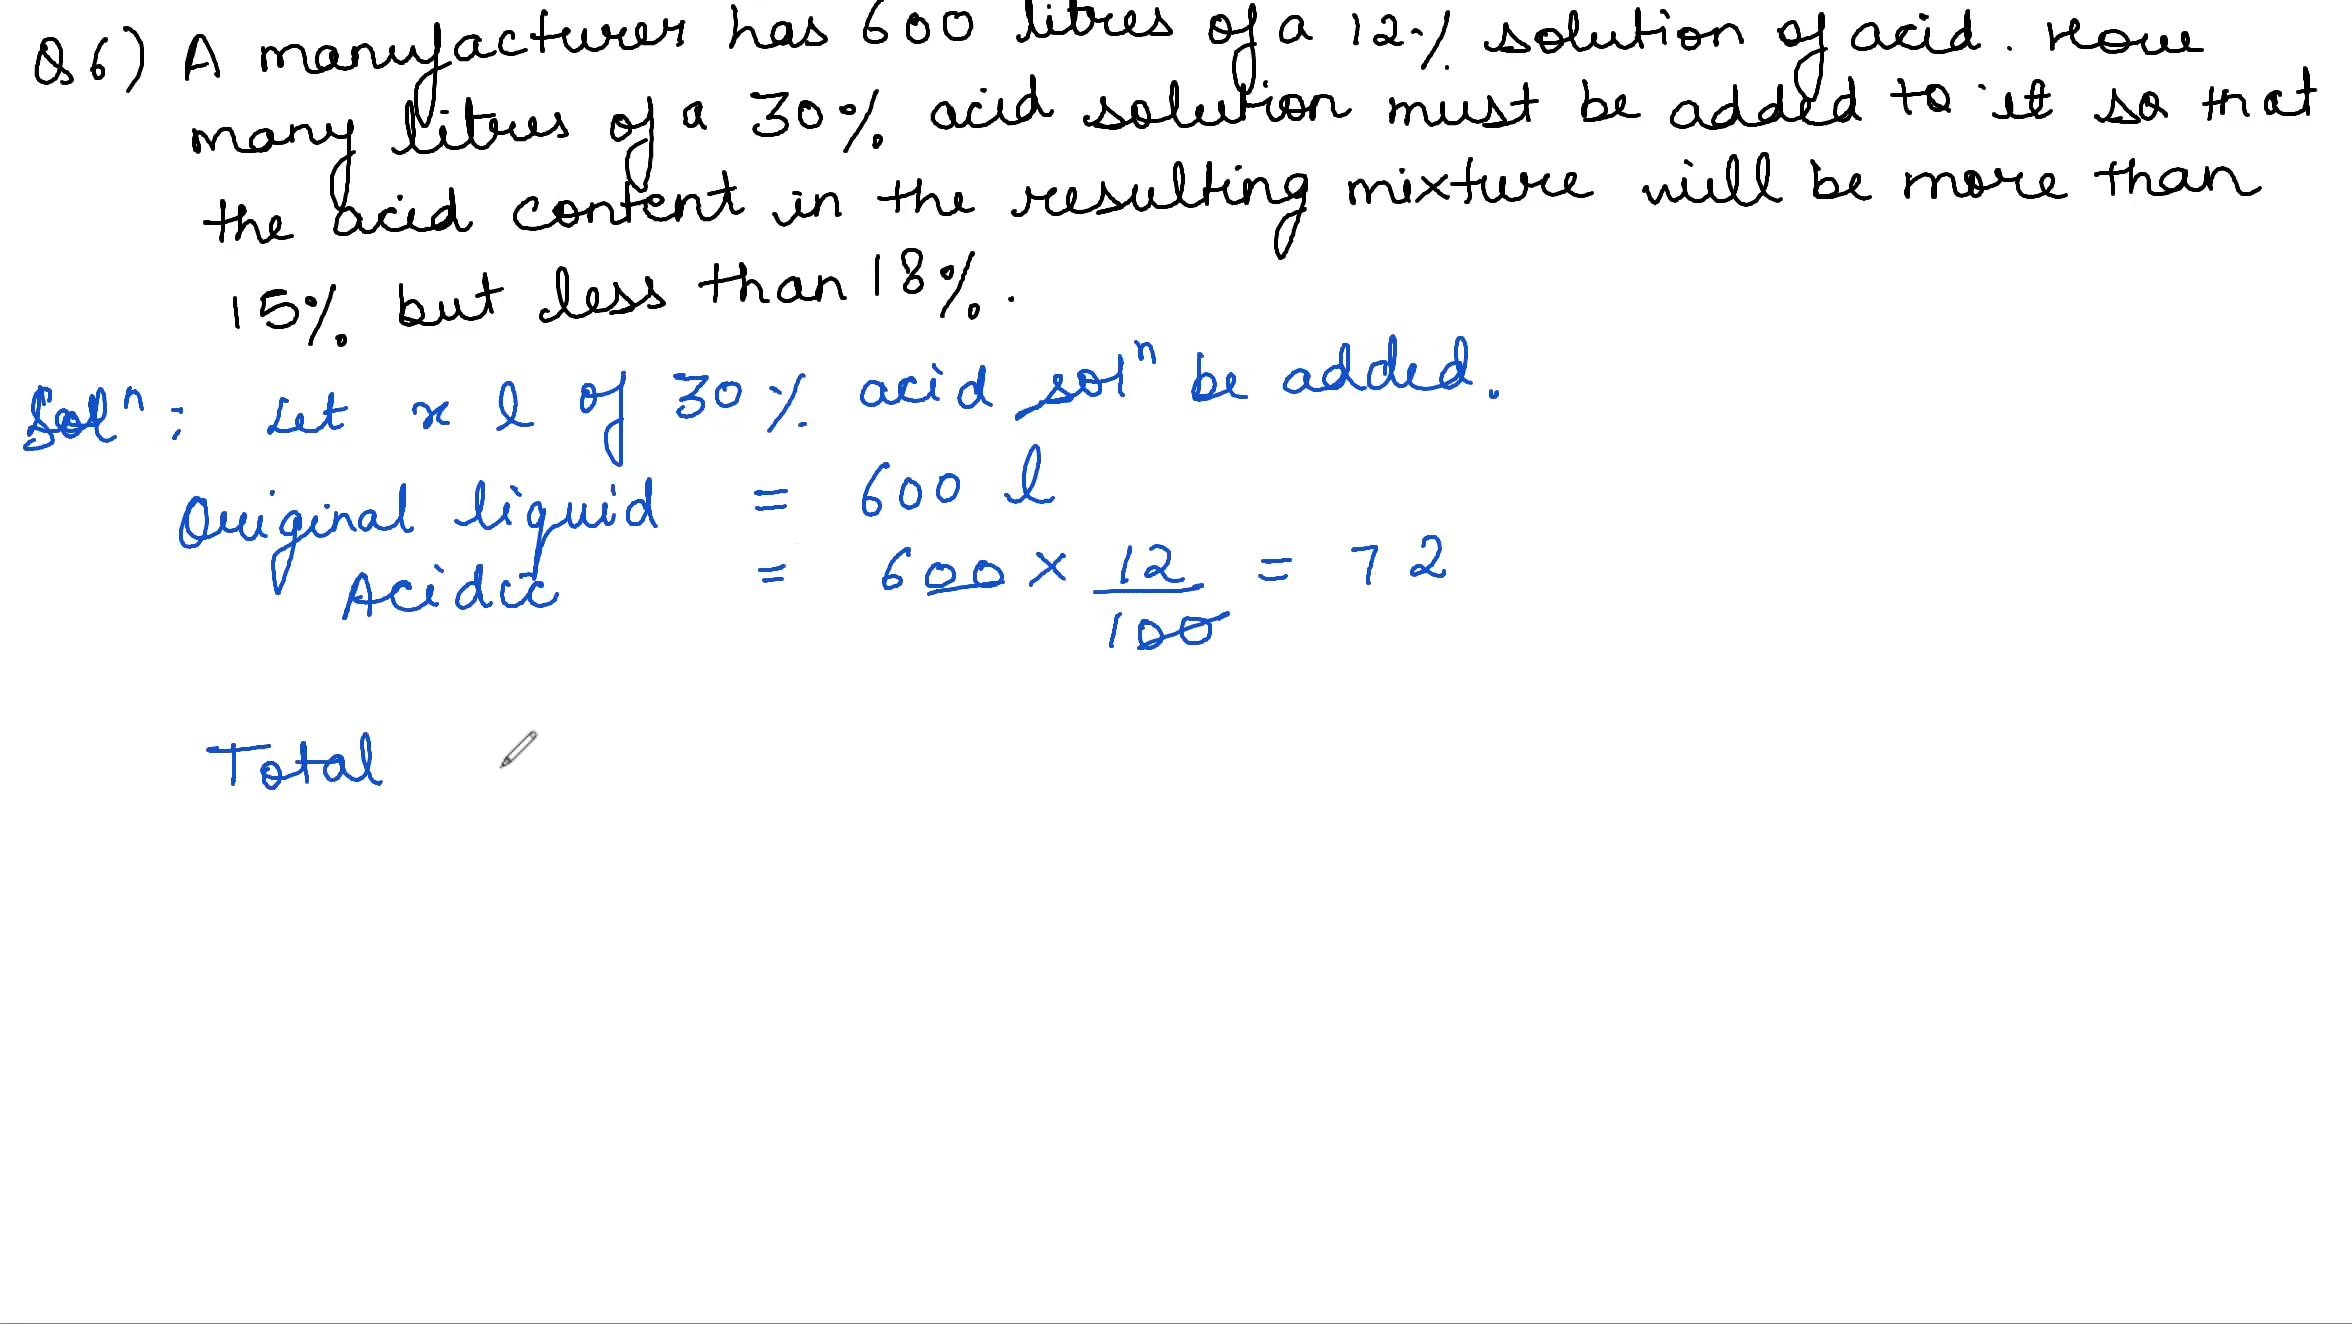 Q6) A manufacturer has 600 litres of a 12% solution of acid. How
many litres of a 30% acid solution must be added to it so that
the acid content in the resulting mixture will be more than
15% but less than 18%.
Solⁿ: Let x l of 30% acid solⁿ be added.
Original liquid = 600 l
Acidic = 600 × 12/100 = 72
Total